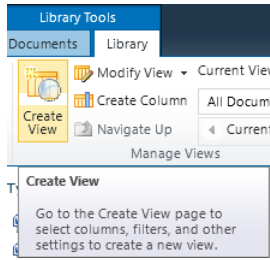 Library Tools
Documents Library
Modify View Current View
Create Column All Docum
Create
View
Navigate Up Current
Manage Views
Create View
Go to the Create View page to
select columns, filters, and other
settings to create a new view.